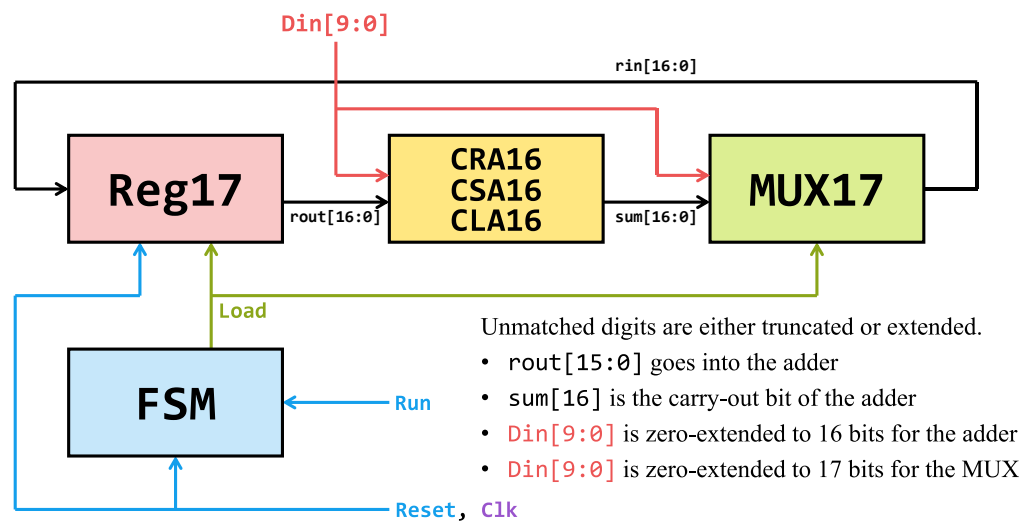 Din[9:0]
rin[16:0]
Reg17
CRA16
CSA16
CLA16
MUX17
rout[16:0]
sum[16:0]
Load
FSM
Run
Reset, Clk
Unmatched digits are either truncated or extended.
• rout[15:0] goes into the adder
• sum[16] is the carry-out bit of the adder
• Din[9:0] is zero-extended to 16 bits for the adder
• Din[9:0] is zero-extended to 17 bits for the MUX